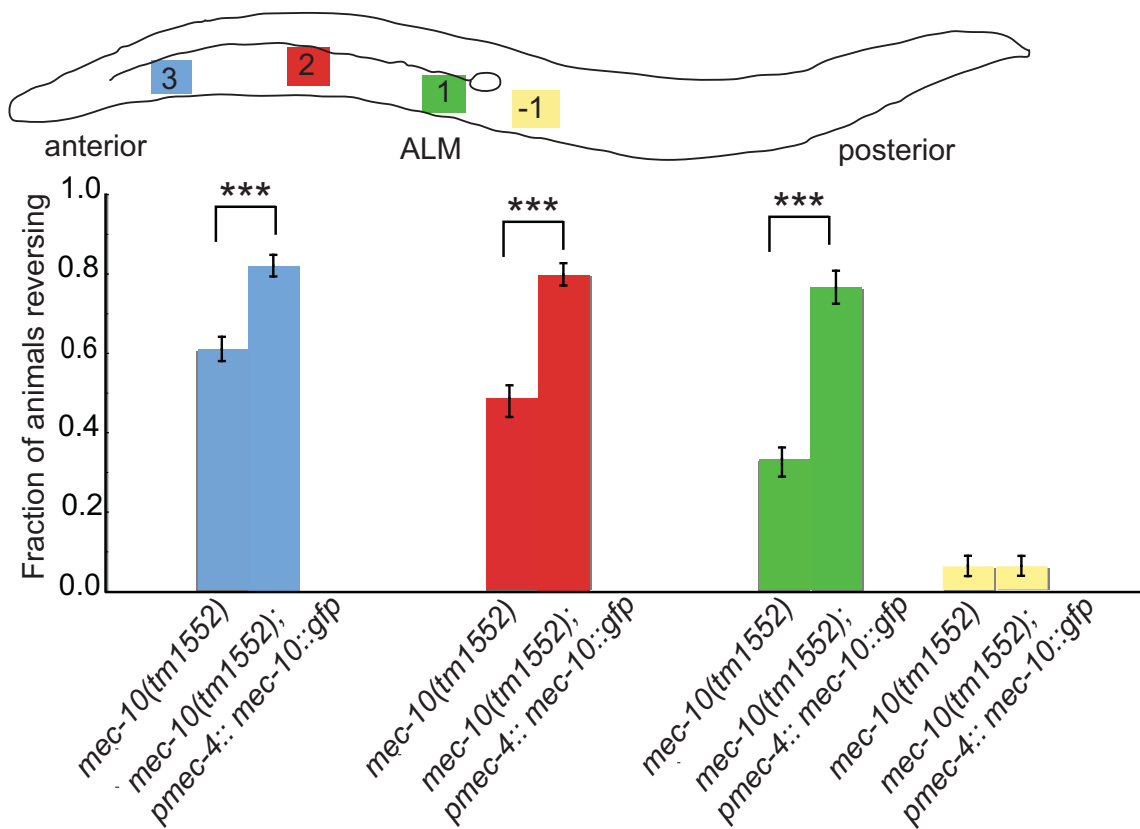 3
2
1
-1
anterior
ALM
posterior
Fraction of animals reversing
1.0
0.8
0.6
0.4
0.2
0.0
***
***
***
mec-10(tm1552)
mec-10(tm1552);
pmec-4:: mec-10::gfp
mec-10(tm1552)
mec-10(tm1552);
pmec-4:: mec-10::gfp
mec-10(tm1552)
mec-10(tm1552);
pmec-4:: mec-10::gfp
mec-10(tm1552)
mec-10(tm1552);
pmec-4:: mec-10::gfp